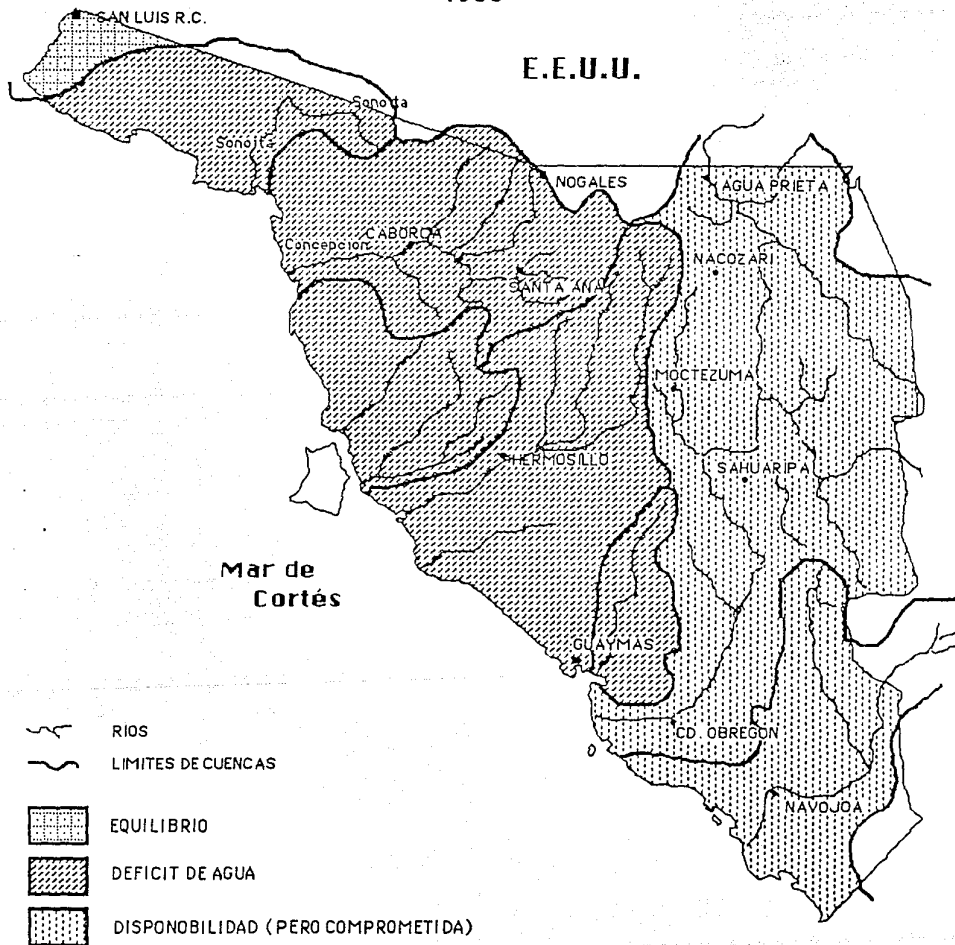 SAN LUIS R.C.
E.E.U.U.
Sonoita
Sonoita
NOGALES
AGUA PRIETA
CABORCA
Concepcion
NACOZARI
SANTA ANA
MOCTEZUMA
HERMOSILLO
SAHUARIPA
Mar de
Cortés
GUAYMAS
RIOS
CD. OBREGON
LIMITES DE CUENCAS
NAVOJOA
EQUILIBRIO
DEFICIT DE AGUA
DISPONOBILIDAD (PERO COMPROMETIDA)